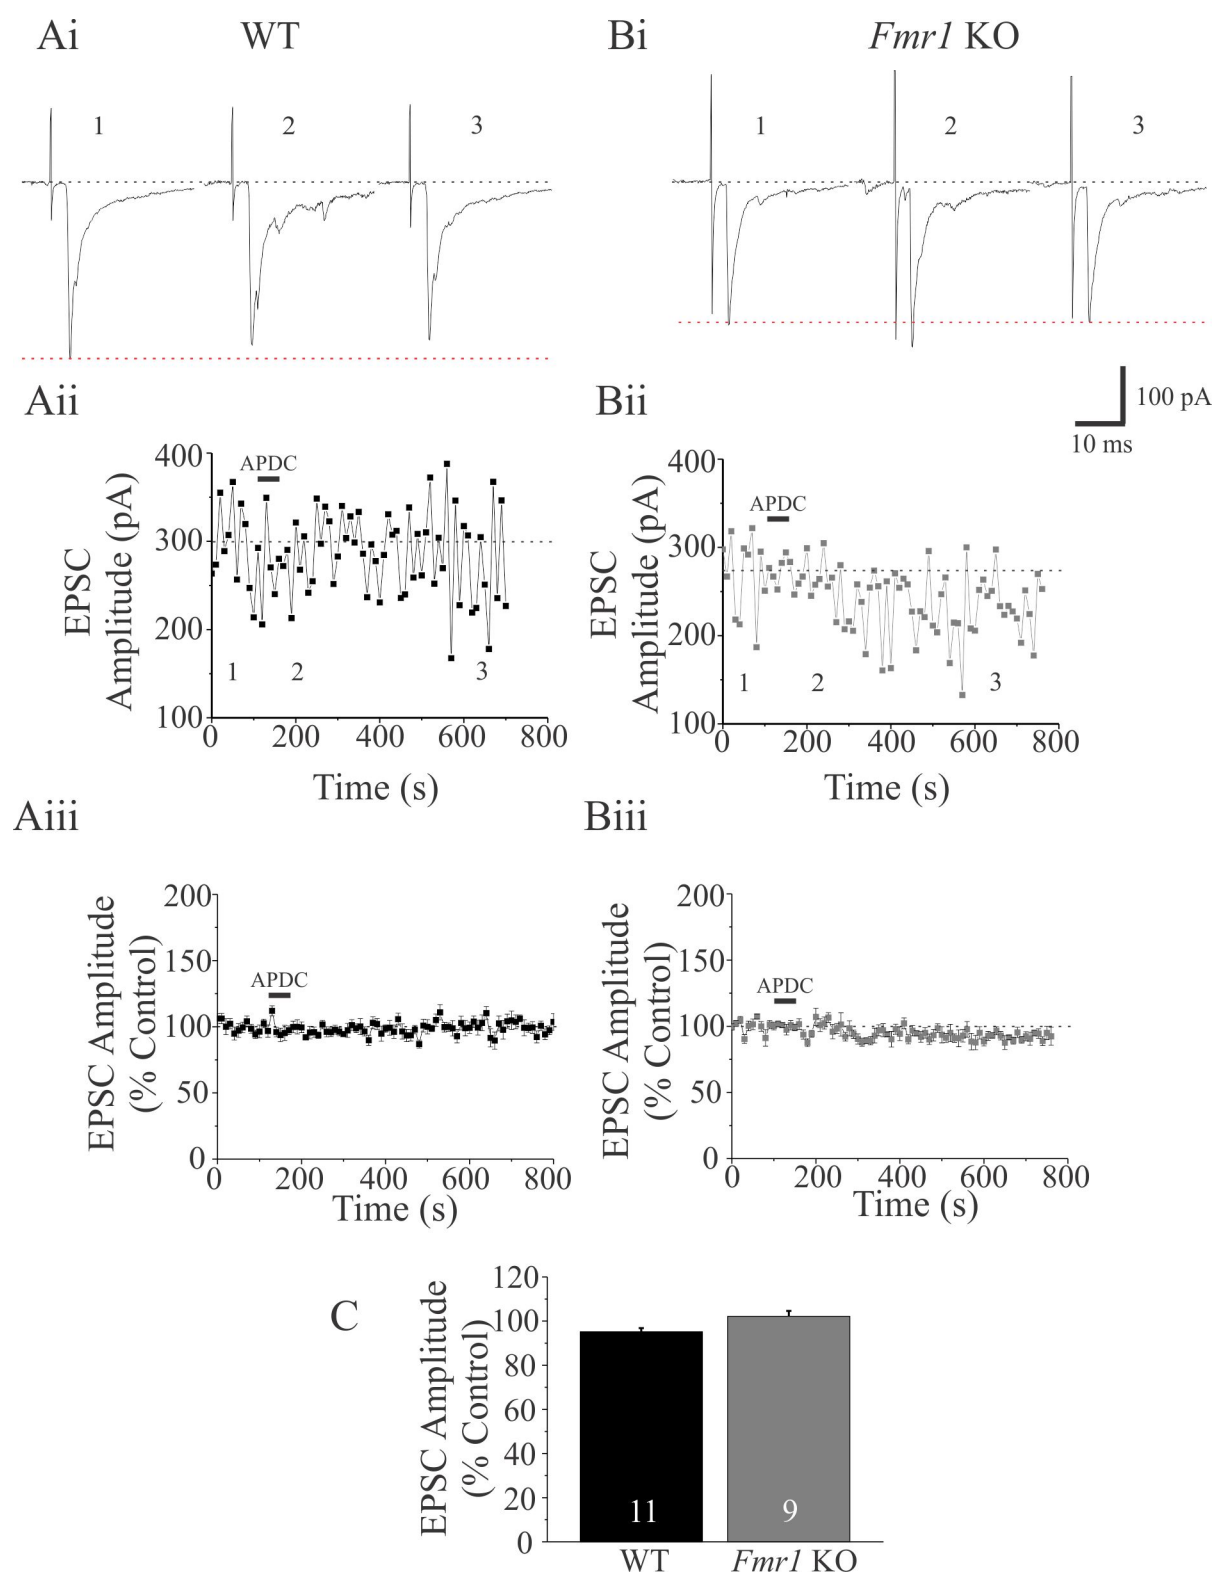 Ai WT Bi Fmr1 KO
1 2 3 1 2 3
Aii Bii
100 pA
10 ms
EPSC
Amplitude (pA)
400
300
200
100
APDC
1 2 3
0 200 400 600 800
Time (s)
EPSC
Amplitude (pA)
400
300
200
100
APDC
1 2 3
0 200 400 600 800
Time (s)
Aiii Biii
EPSC Amplitude
(% Control)
200
150
100
50
0
APDC
0 200 400 600 800
Time (s)
EPSC Amplitude
(% Control)
200
150
100
50
0
APDC
0 200 400 600 800
Time (s)
C
EPSC Amplitude
(% Control)
120
100
80
60
40
20
0
11 9
WT Fmr1 KO